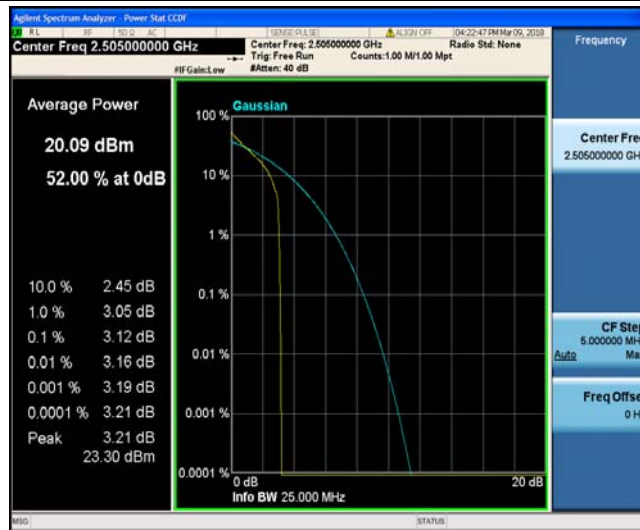 Agilent Spectrum Analyzer - Power Stat CCDF
RL RF 50 Ω AC SENSE:PULSE ALIGN OFF 04:22:47 PM Mar 09, 2018
Center Freq 2.505000000 GHz
Center Freq: 2.505000000 GHz Radio Std: None
Trig: Free Run Counts:1.00 M/1.00 Mpt
#IFGain:Low #Atten: 40 dB
Frequency
Average Power
20.09 dBm
52.00 % at 0dB
10.0 % 2.45 dB
1.0 % 3.05 dB
0.1 % 3.12 dB
0.01 % 3.16 dB
0.001 % 3.19 dB
0.0001 % 3.21 dB
Peak 3.21 dB
23.30 dBm
Gaussian
100 %
10 %
1 %
0.1 %
0.01 %
0.001 %
0.0001 %
0 dB 20 dB
Info BW 25.000 MHz
Center Fre
2.505000000 GH
CF Step
5.000000 MH
Auto Ma
Freq Offse
0 H
MSG STATUS